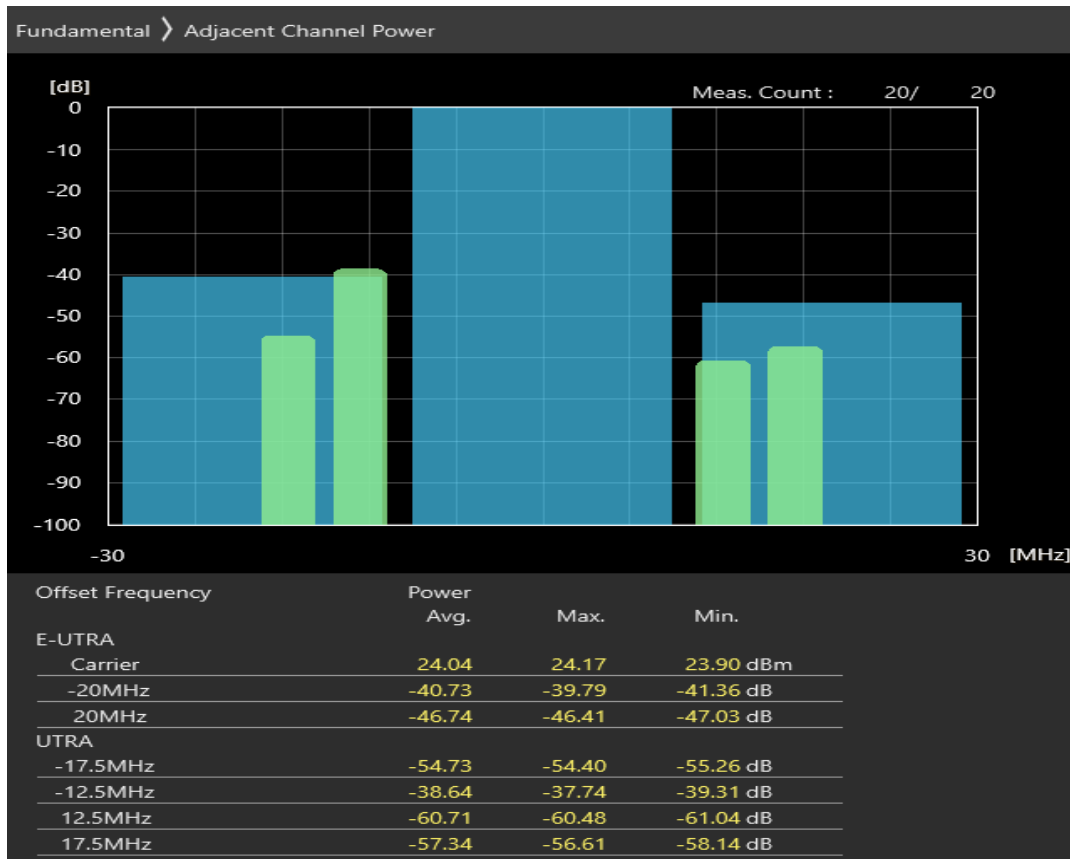 Fundamental 〉 Adjacent Channel Power
[dB]
Meas. Count : 20/ 20
0
-10
-20
-30
-40
-50
-60
-70
-80
-90
-100
-30 30 [MHz]
Offset Frequency Power
Avg. Max. Min.
E-UTRA
Carrier 24.04 24.17 23.90 dBm
-20MHz -40.73 -39.79 -41.36 dB
20MHz -46.74 -46.41 -47.03 dB
UTRA
-17.5MHz -54.73 -54.40 -55.26 dB
-12.5MHz -38.64 -37.74 -39.31 dB
12.5MHz -60.71 -60.48 -61.04 dB
17.5MHz -57.34 -56.61 -58.14 dB